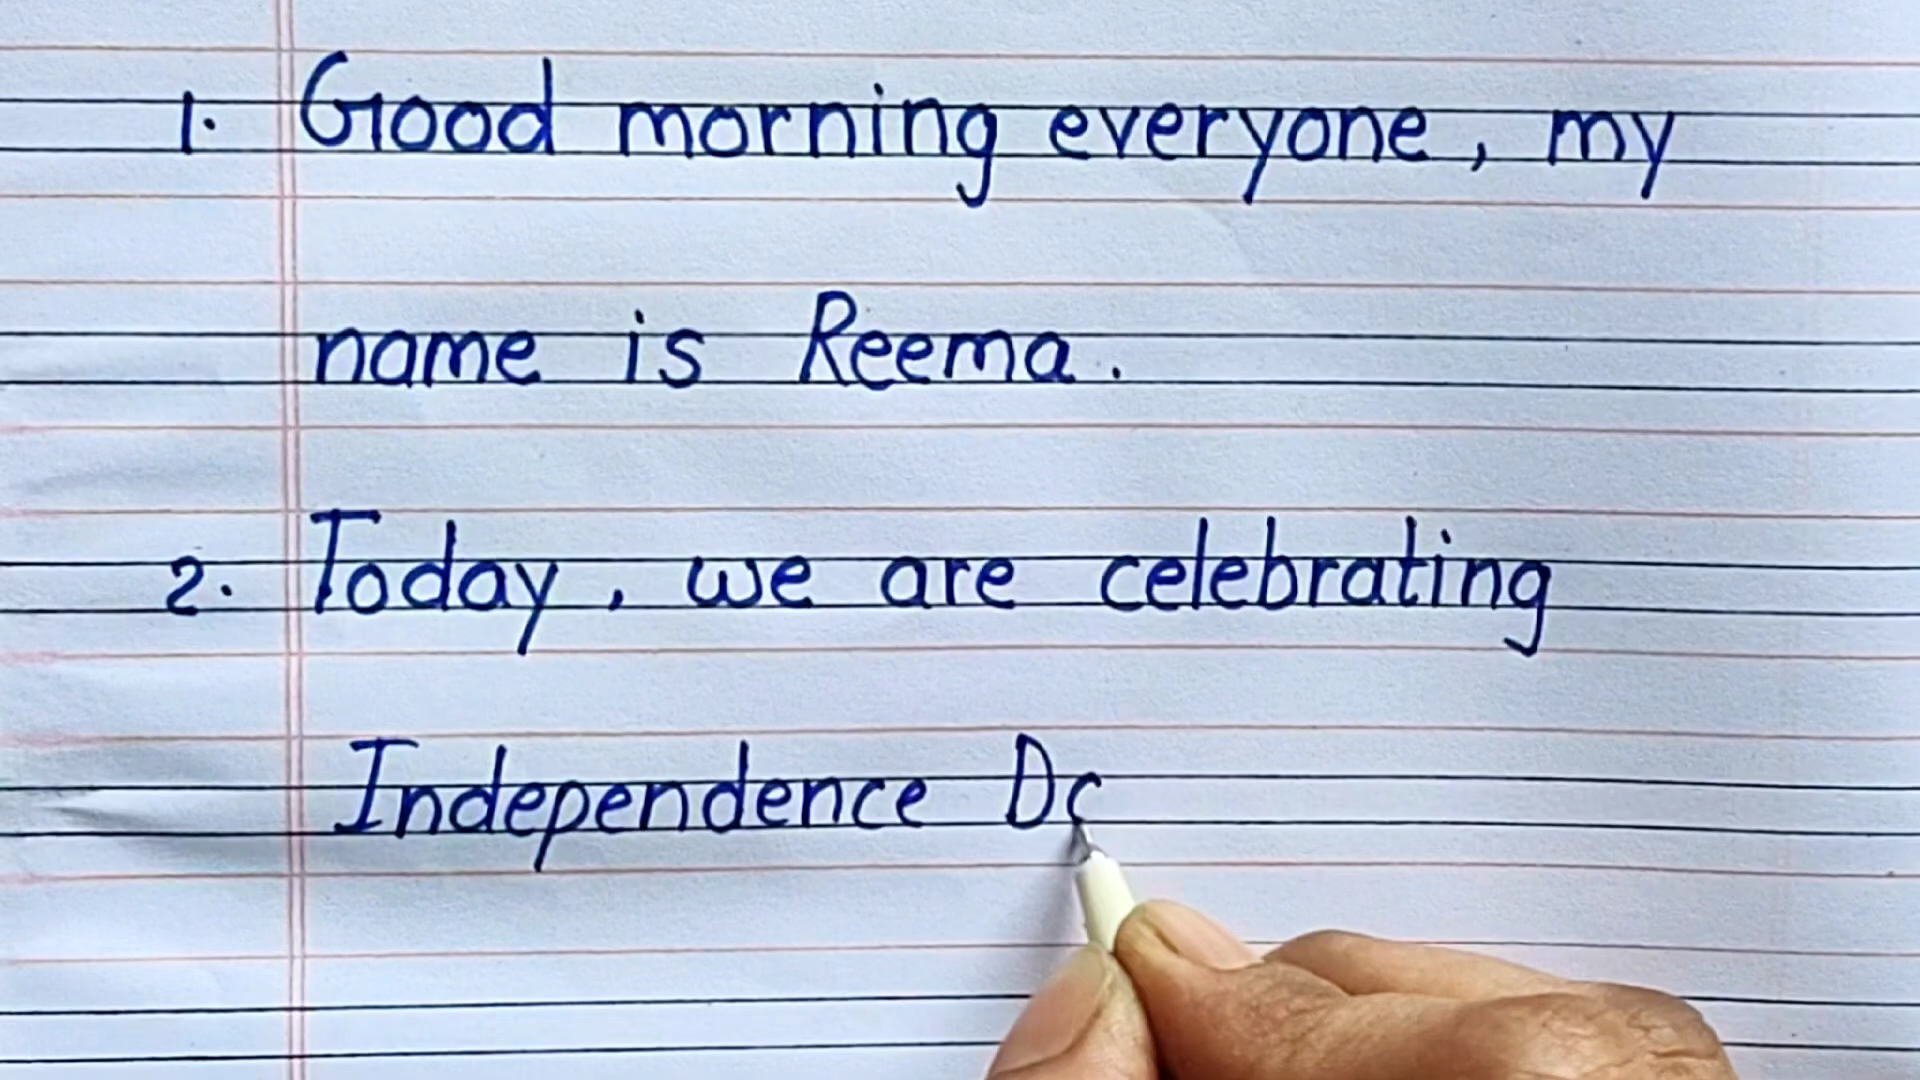 1. Good morning everyone, my
name is Reema.
2. Today, we are celebrating
Independence D